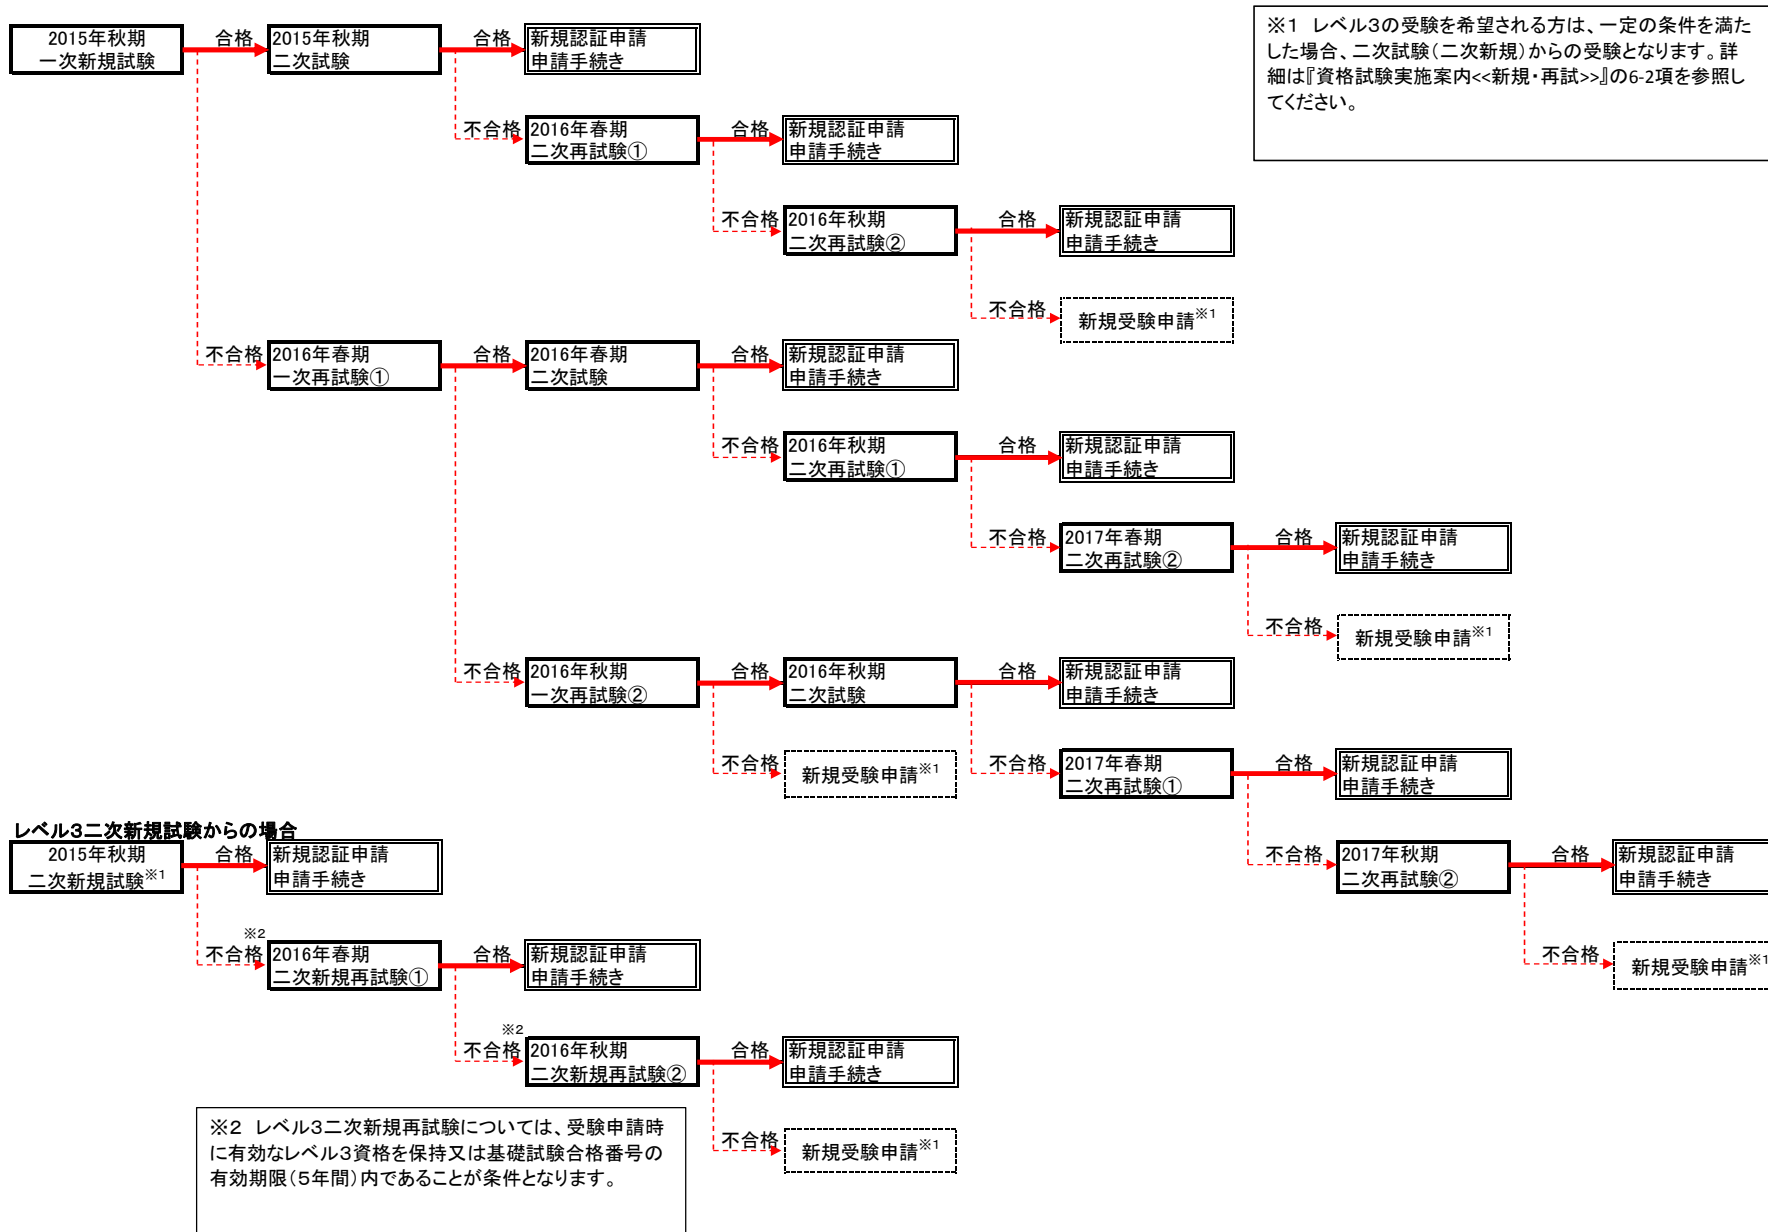 ※1 レベル3の受験を希望される方は、一定の条件を満た
した場合、二次試験(二次新規)からの受験となります。詳
細は『資格試験実施案内<<新規・再試>>』の6-2項を参照し
てください。
2015年秋期
一次新規試験
合格
2015年秋期
二次試験
合格
新規認証申請
申請手続き
不合格
2016年春期
二次再試験①
合格
新規認証申請
申請手続き
不合格
2016年秋期
二次再試験②
合格
新規認証申請
申請手続き
不合格
新規受験申請※1
不合格
2016年春期
一次再試験①
合格
2016年春期
二次試験
合格
新規認証申請
申請手続き
不合格
2016年秋期
二次再試験①
合格
新規認証申請
申請手続き
不合格
2017年春期
二次再試験②
合格
新規認証申請
申請手続き
不合格
新規受験申請※1
不合格
2016年秋期
一次再試験②
合格
2016年秋期
二次試験
合格
新規認証申請
申請手続き
不合格
新規受験申請※1
不合格
2017年春期
二次再試験①
合格
新規認証申請
申請手続き
不合格
2017年秋期
二次再試験②
合格
新規認証申請
申請手続き
不合格
新規受験申請※1
レベル3二次新規試験からの場合
2015年秋期
二次新規試験※1
合格
新規認証申請
申請手続き
※2
不合格
2016年春期
二次新規再試験①
合格
新規認証申請
申請手続き
※2
不合格
2016年秋期
二次新規再試験②
合格
新規認証申請
申請手続き
不合格
新規受験申請※1
※2 レベル3二次新規再試験については、受験申請時
に有効なレベル3資格を保持又は基礎試験合格番号の
有効期限(5年間)内であることが条件となります。